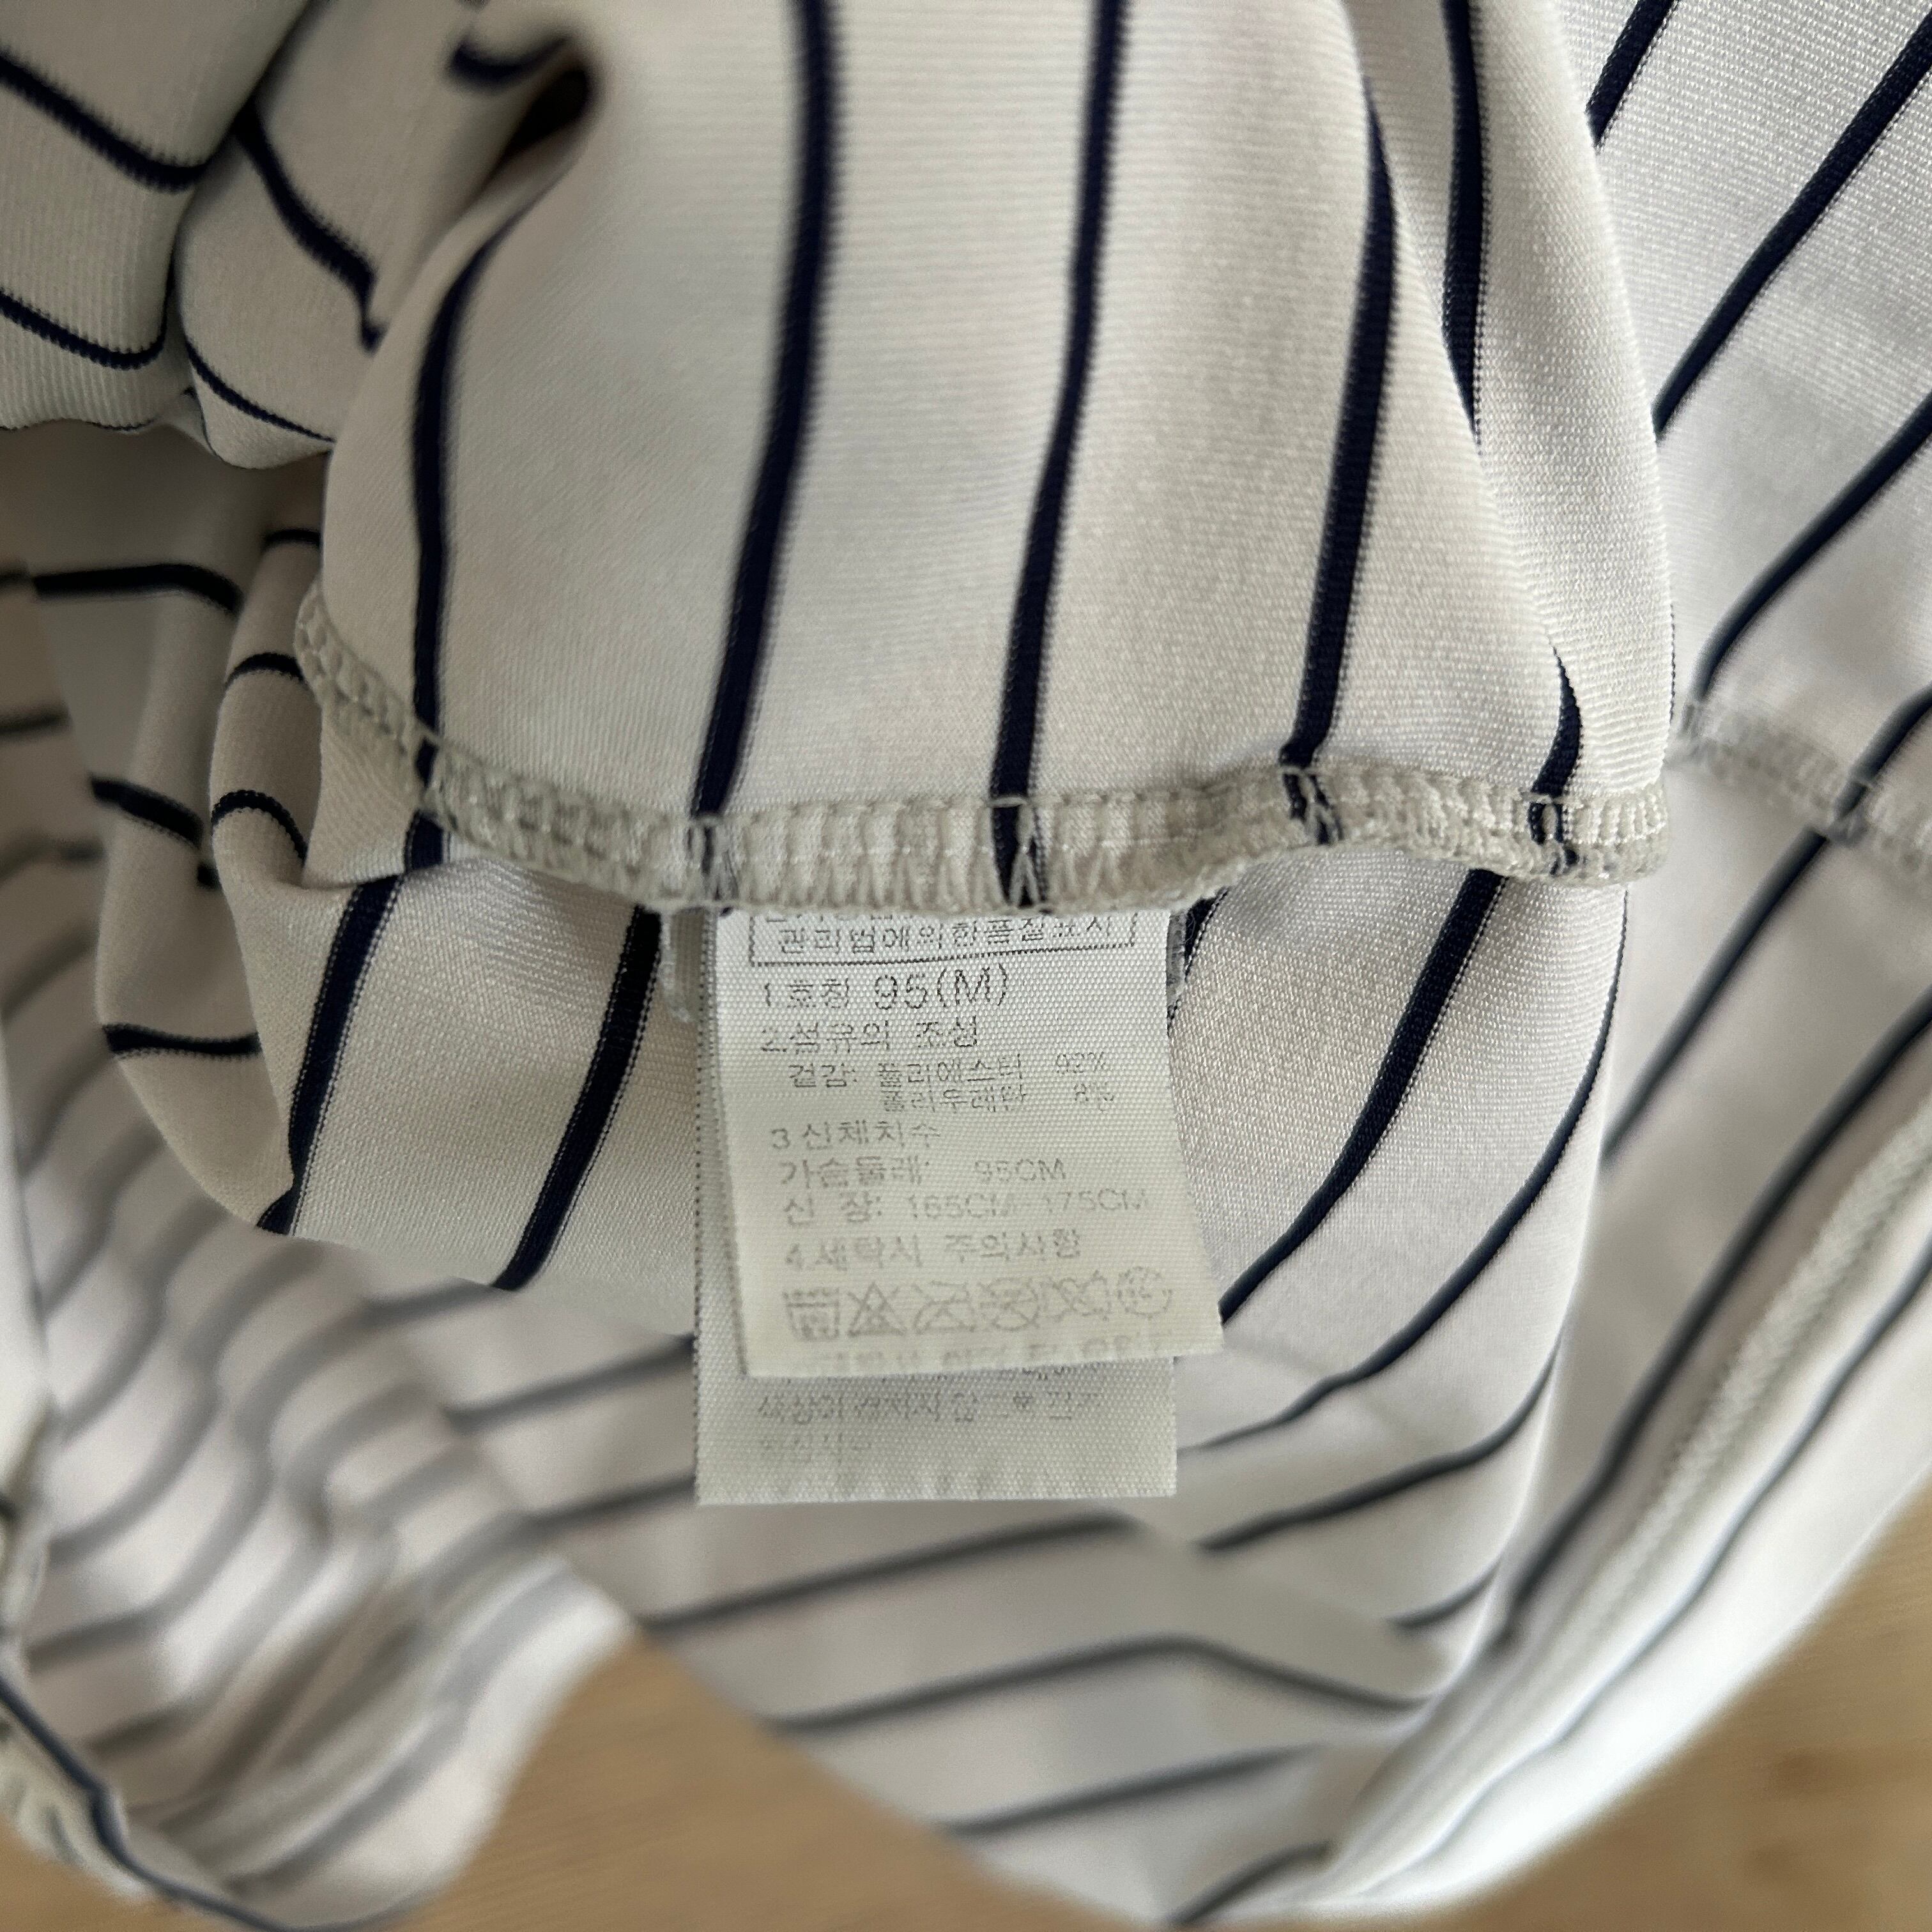 관리법에의한품질표시
1 호칭 95(M)
2.섬유의 조성
겉감: 폴리에스터 92%
폴리우레탄 8%
3 신체치수
가슴둘레: 95CM
신 장: 165CM-175CM
4.세탁시 주의사항